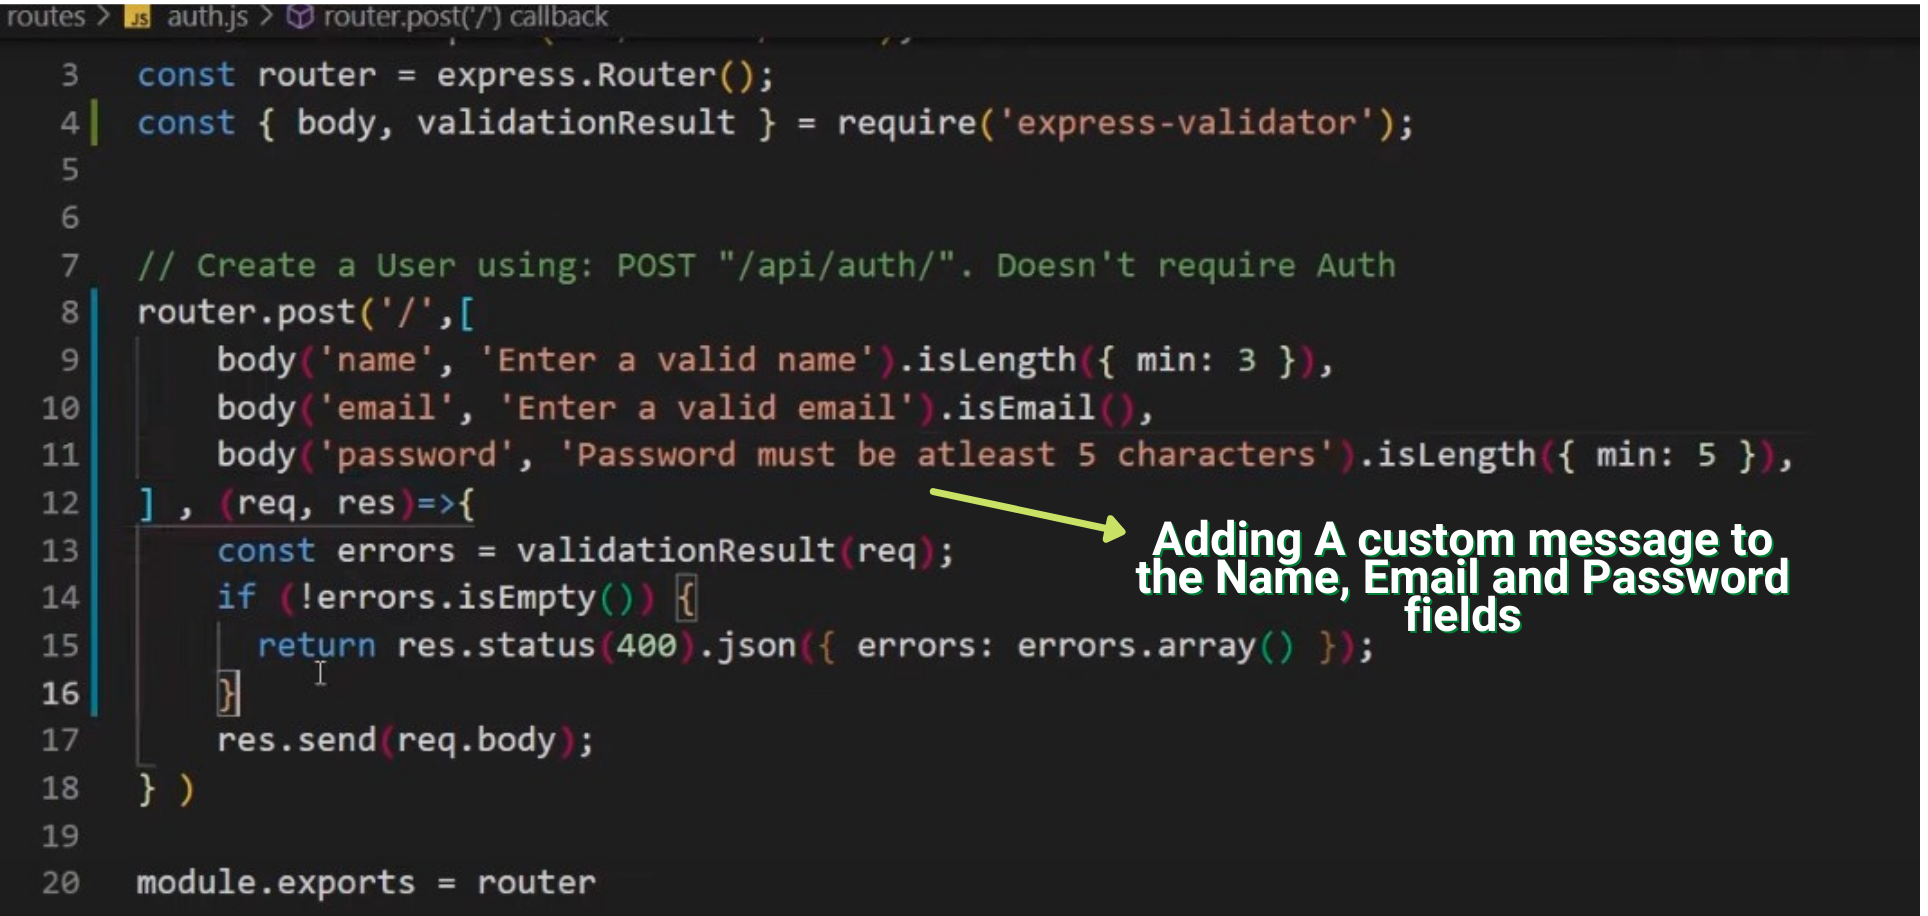 routes > JS auth.js > router.post('/') callback
3 const router = express.Router();
4 const { body, validationResult } = require('express-validator');
5
6
7 // Create a User using: POST "/api/auth/". Doesn't require Auth
8 router.post('/',[
9 body('name', 'Enter a valid name').isLength({ min: 3 }),
10 body('email', 'Enter a valid email').isEmail(),
11 body('password', 'Password must be atleast 5 characters').isLength({ min: 5 }),
12 ] , (req, res)=>{
13 const errors = validationResult(req);
14 if (!errors.isEmpty()) {
15 return res.status(400).json({ errors: errors.array() });
16 }
17 res.send(req.body);
18 } )
19
20 module.exports = router
Adding A custom message to
the Name, Email and Password
fields